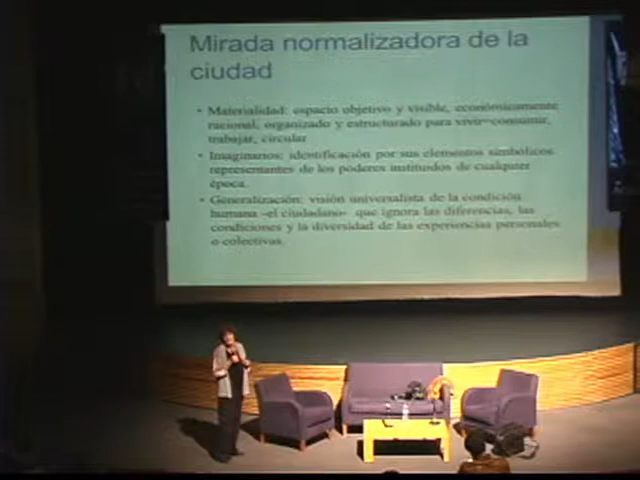 Mirada normalizadora de la
ciudad
• Materialidad: espacio objetivo y visible, económicamente
racional, organizado y estructurado para vivir=consumir,
trabajar, circular
• Imaginarios: identificación por sus elementos simbólicos
representantes de los poderes instituidos de cualquier
época.
• Generalización: visión universalista de la condición
humana –el ciudadano- que ignora las diferencias, las
condiciones y la diversidad de las experiencias personales
o colectivas.